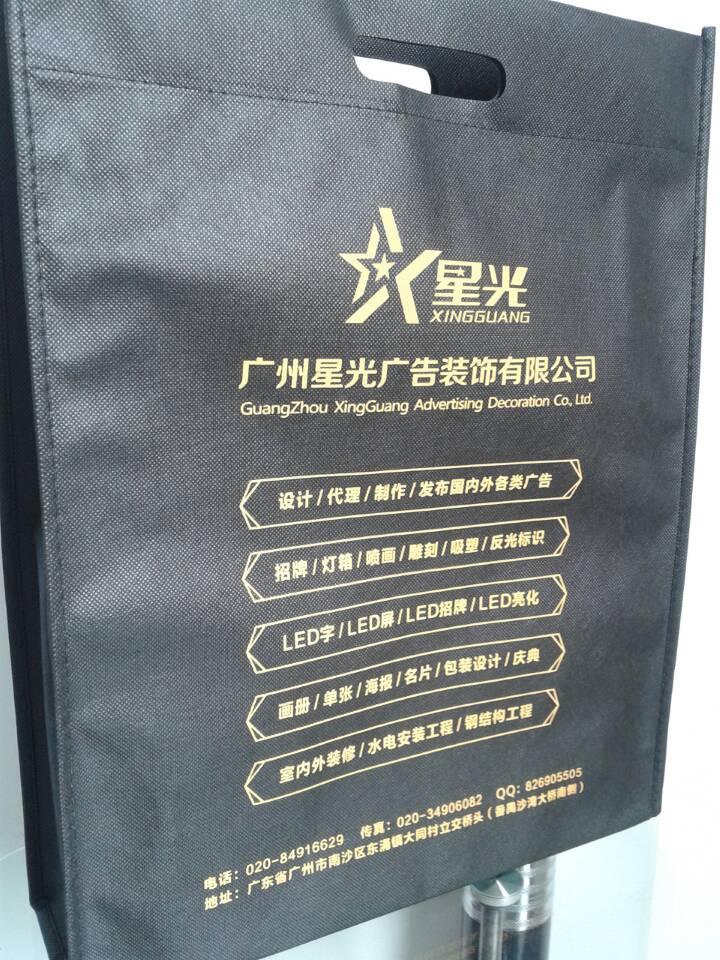 星光
XINGGUANG
广州星光广告装饰有限公司
GuangZhou XingGuang Advertising Decoration Co., Ltd.
设计/代理/制作/发布国内外各类广告
招牌/灯箱/喷画/雕刻/吸塑/反光标识
LED字/LED屏/LED招牌/LED亮化
画册/单张/海报/名片/包装设计/庆典
室内外装修/水电安装工程/钢结构工程
电话：020-84916629 传真：020-34906082 QQ：826905505
地址：广东省广州市南沙区东涌镇大同村立交桥头（番禺沙湾大桥南侧）